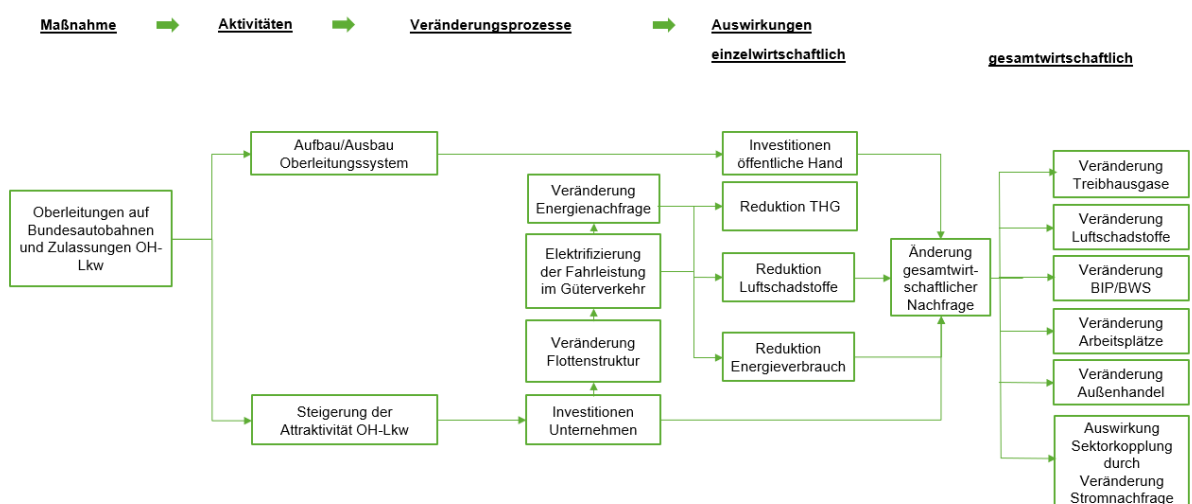 Maßnahme
Aktivitäten
Veränderungsprozesse
Auswirkungen
einzelwirtschaftlich
gesamtwirtschaftlich
Oberleitungen auf
Bundesautobahnen
und Zulassungen OH-
Lkw
Aufbau/Ausbau
Oberleitungssystem
Steigerung der
Attraktivität OH-Lkw
Veränderung
Energienachfrage
Elektrifizierung
der Fahrleistung
im Güterverkehr
Veränderung
Flottenstruktur
Investitionen
Unternehmen
Investitionen
öffentliche Hand
Reduktion THG
Reduktion
Luftschadstoffe
Reduktion
Energieverbrauch
Änderung
gesamtwirt-
schaftlicher
Nachfrage
Veränderung
Treibhausgase
Veränderung
Luftschadstoffe
Veränderung
BIP/BWS
Veränderung
Arbeitsplätze
Veränderung
Außenhandel
Auswirkung
Sektorkopplung
durch
Veränderung
Stromnachfrage